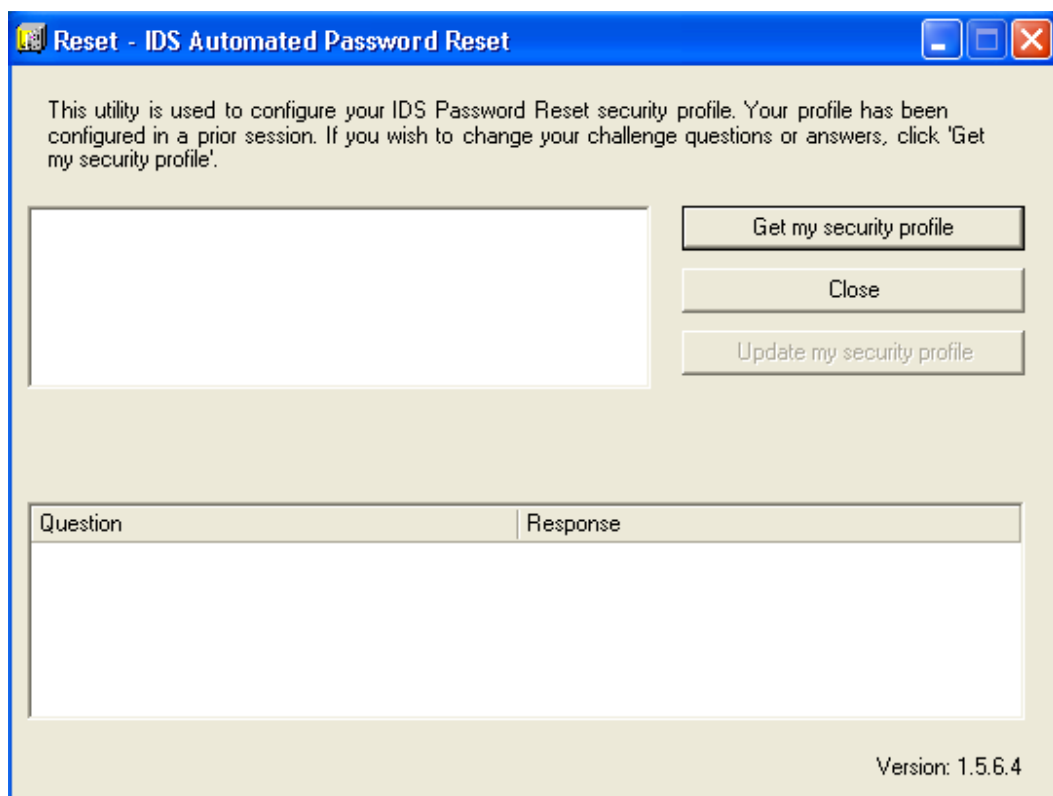 Reset - IDS Automated Password Reset
This utility is used to configure your IDS Password Reset security profile. Your profile has been
configured in a prior session. If you wish to change your challenge questions or answers, click 'Get
my security profile'.
Get my security profile
Close
Update my security profile
Question Response
Version: 1.5.6.4